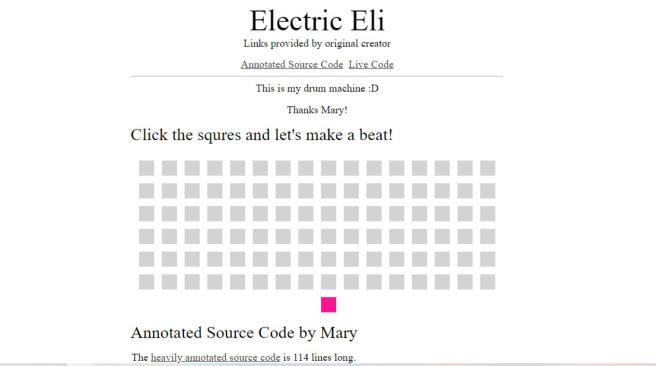 Electric Eli
Links provided by original creator
Annotated Source Code Live Code
This is my drum machine :D
Thanks Mary!
Click the squres and let's make a beat!
Annotated Source Code by Mary
The heavily annotated source code is 114 lines long.